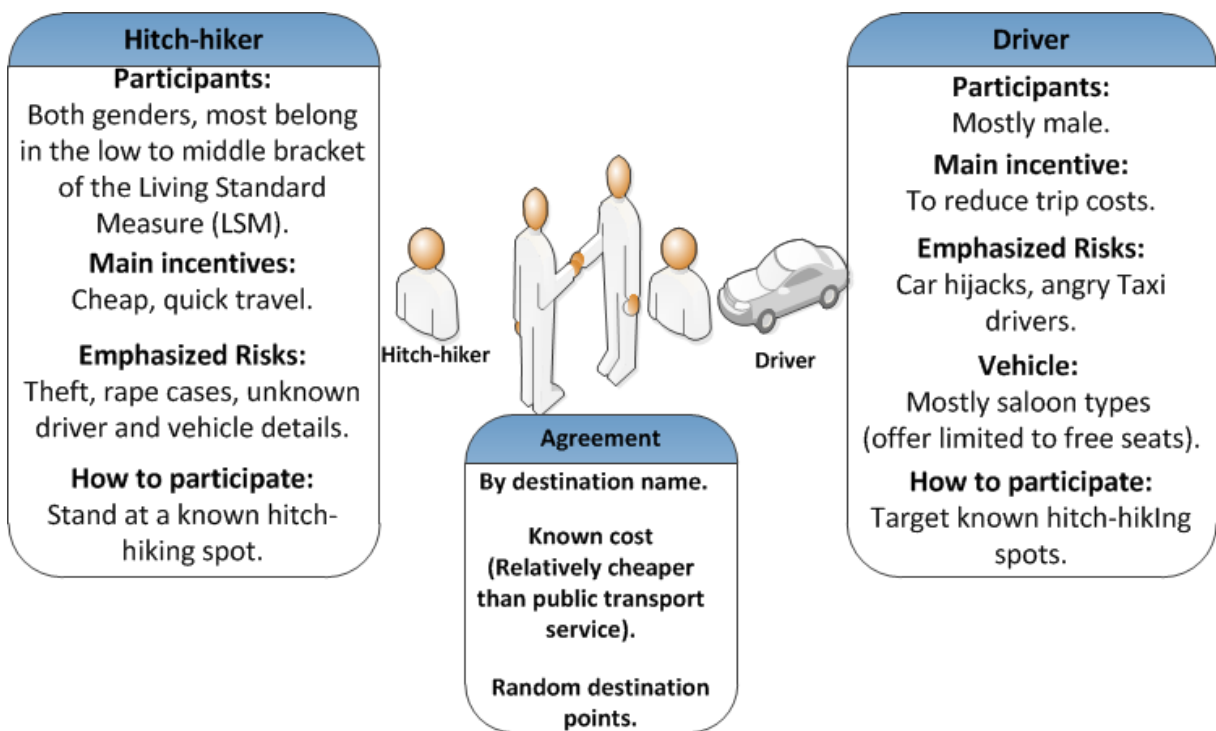 Hitch-hiker
Participants:
Both genders, most belong
in the low to middle bracket
of the Living Standard
Measure (LSM).
Main incentives:
Cheap, quick travel.
Emphasized Risks:
Theft, rape cases, unknown
driver and vehicle details.
How to participate:
Stand at a known hitch-
hiking spot.
Hitch-hiker
Driver
Agreement
By destination name.
Known cost
(Relatively cheaper
than public transport
service).
Random destination
points.
Driver
Participants:
Mostly male.
Main incentive:
To reduce trip costs.
Emphasized Risks:
Car hijacks, angry Taxi
drivers.
Vehicle:
Mostly saloon types
(offer limited to free seats).
How to participate:
Target known hitch-hikIng
spots.